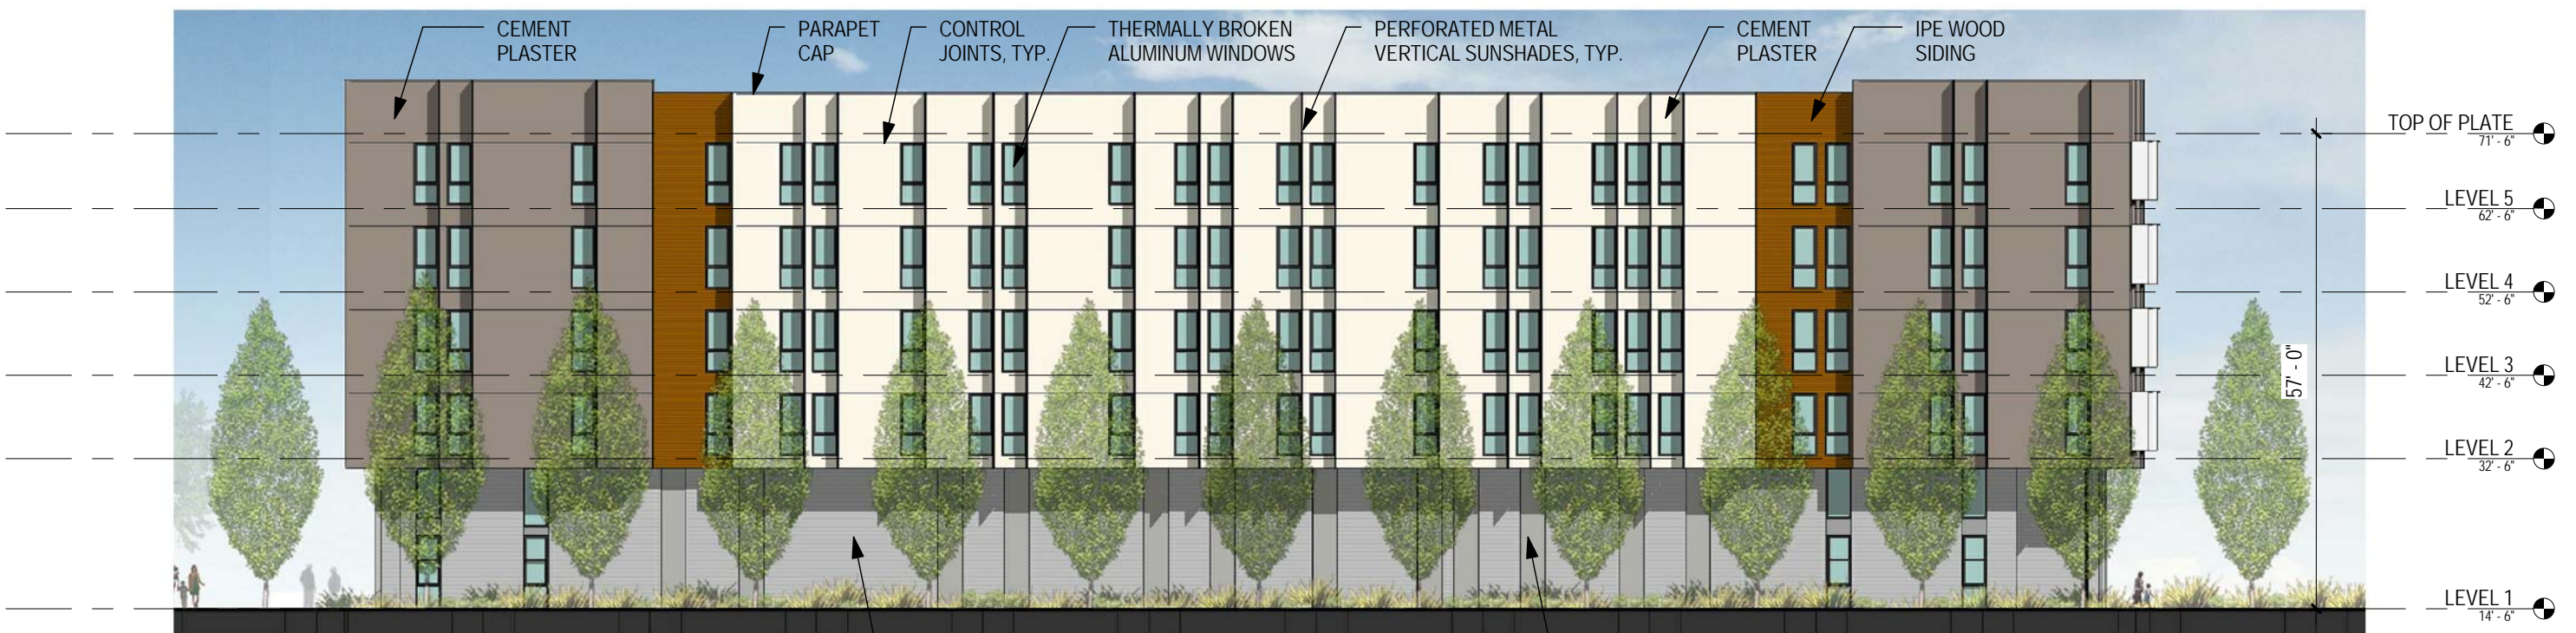 CEMENT
PLASTER
PARAPET
CAP
CONTROL
JOINTS, TYP.
THERMALLY BROKEN
ALUMINUM WINDOWS
PERFORATED METAL
VERTICAL SUNSHADES, TYP.
CEMENT
PLASTER
IPE WOOD
SIDING
TOP OF PLATE
71' - 6"
LEVEL 5
62' - 6"
LEVEL 4
52' - 6"
LEVEL 3
42' - 6"
LEVEL 2
32' - 6"
LEVEL 1
14' - 6"
57' - 0"